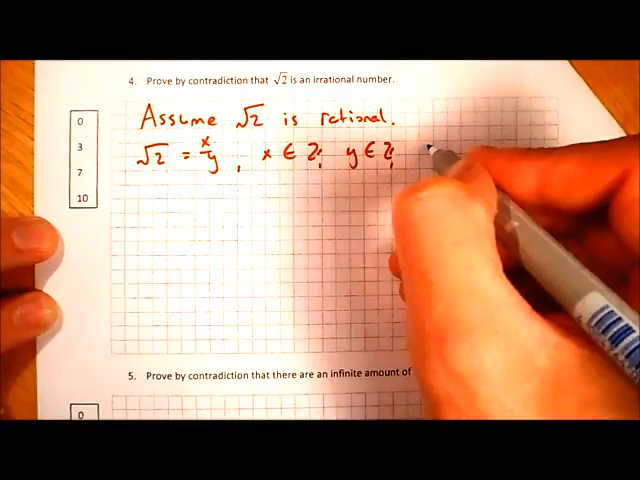 4. Prove by contradiction that √2 is an irrational number.
0
3
7
10
Assume √2 is rational.
√2 = x/y , x ∈ ℤ, y ∈ ℤ,
5. Prove by contradiction that there are an infinite amount of
0